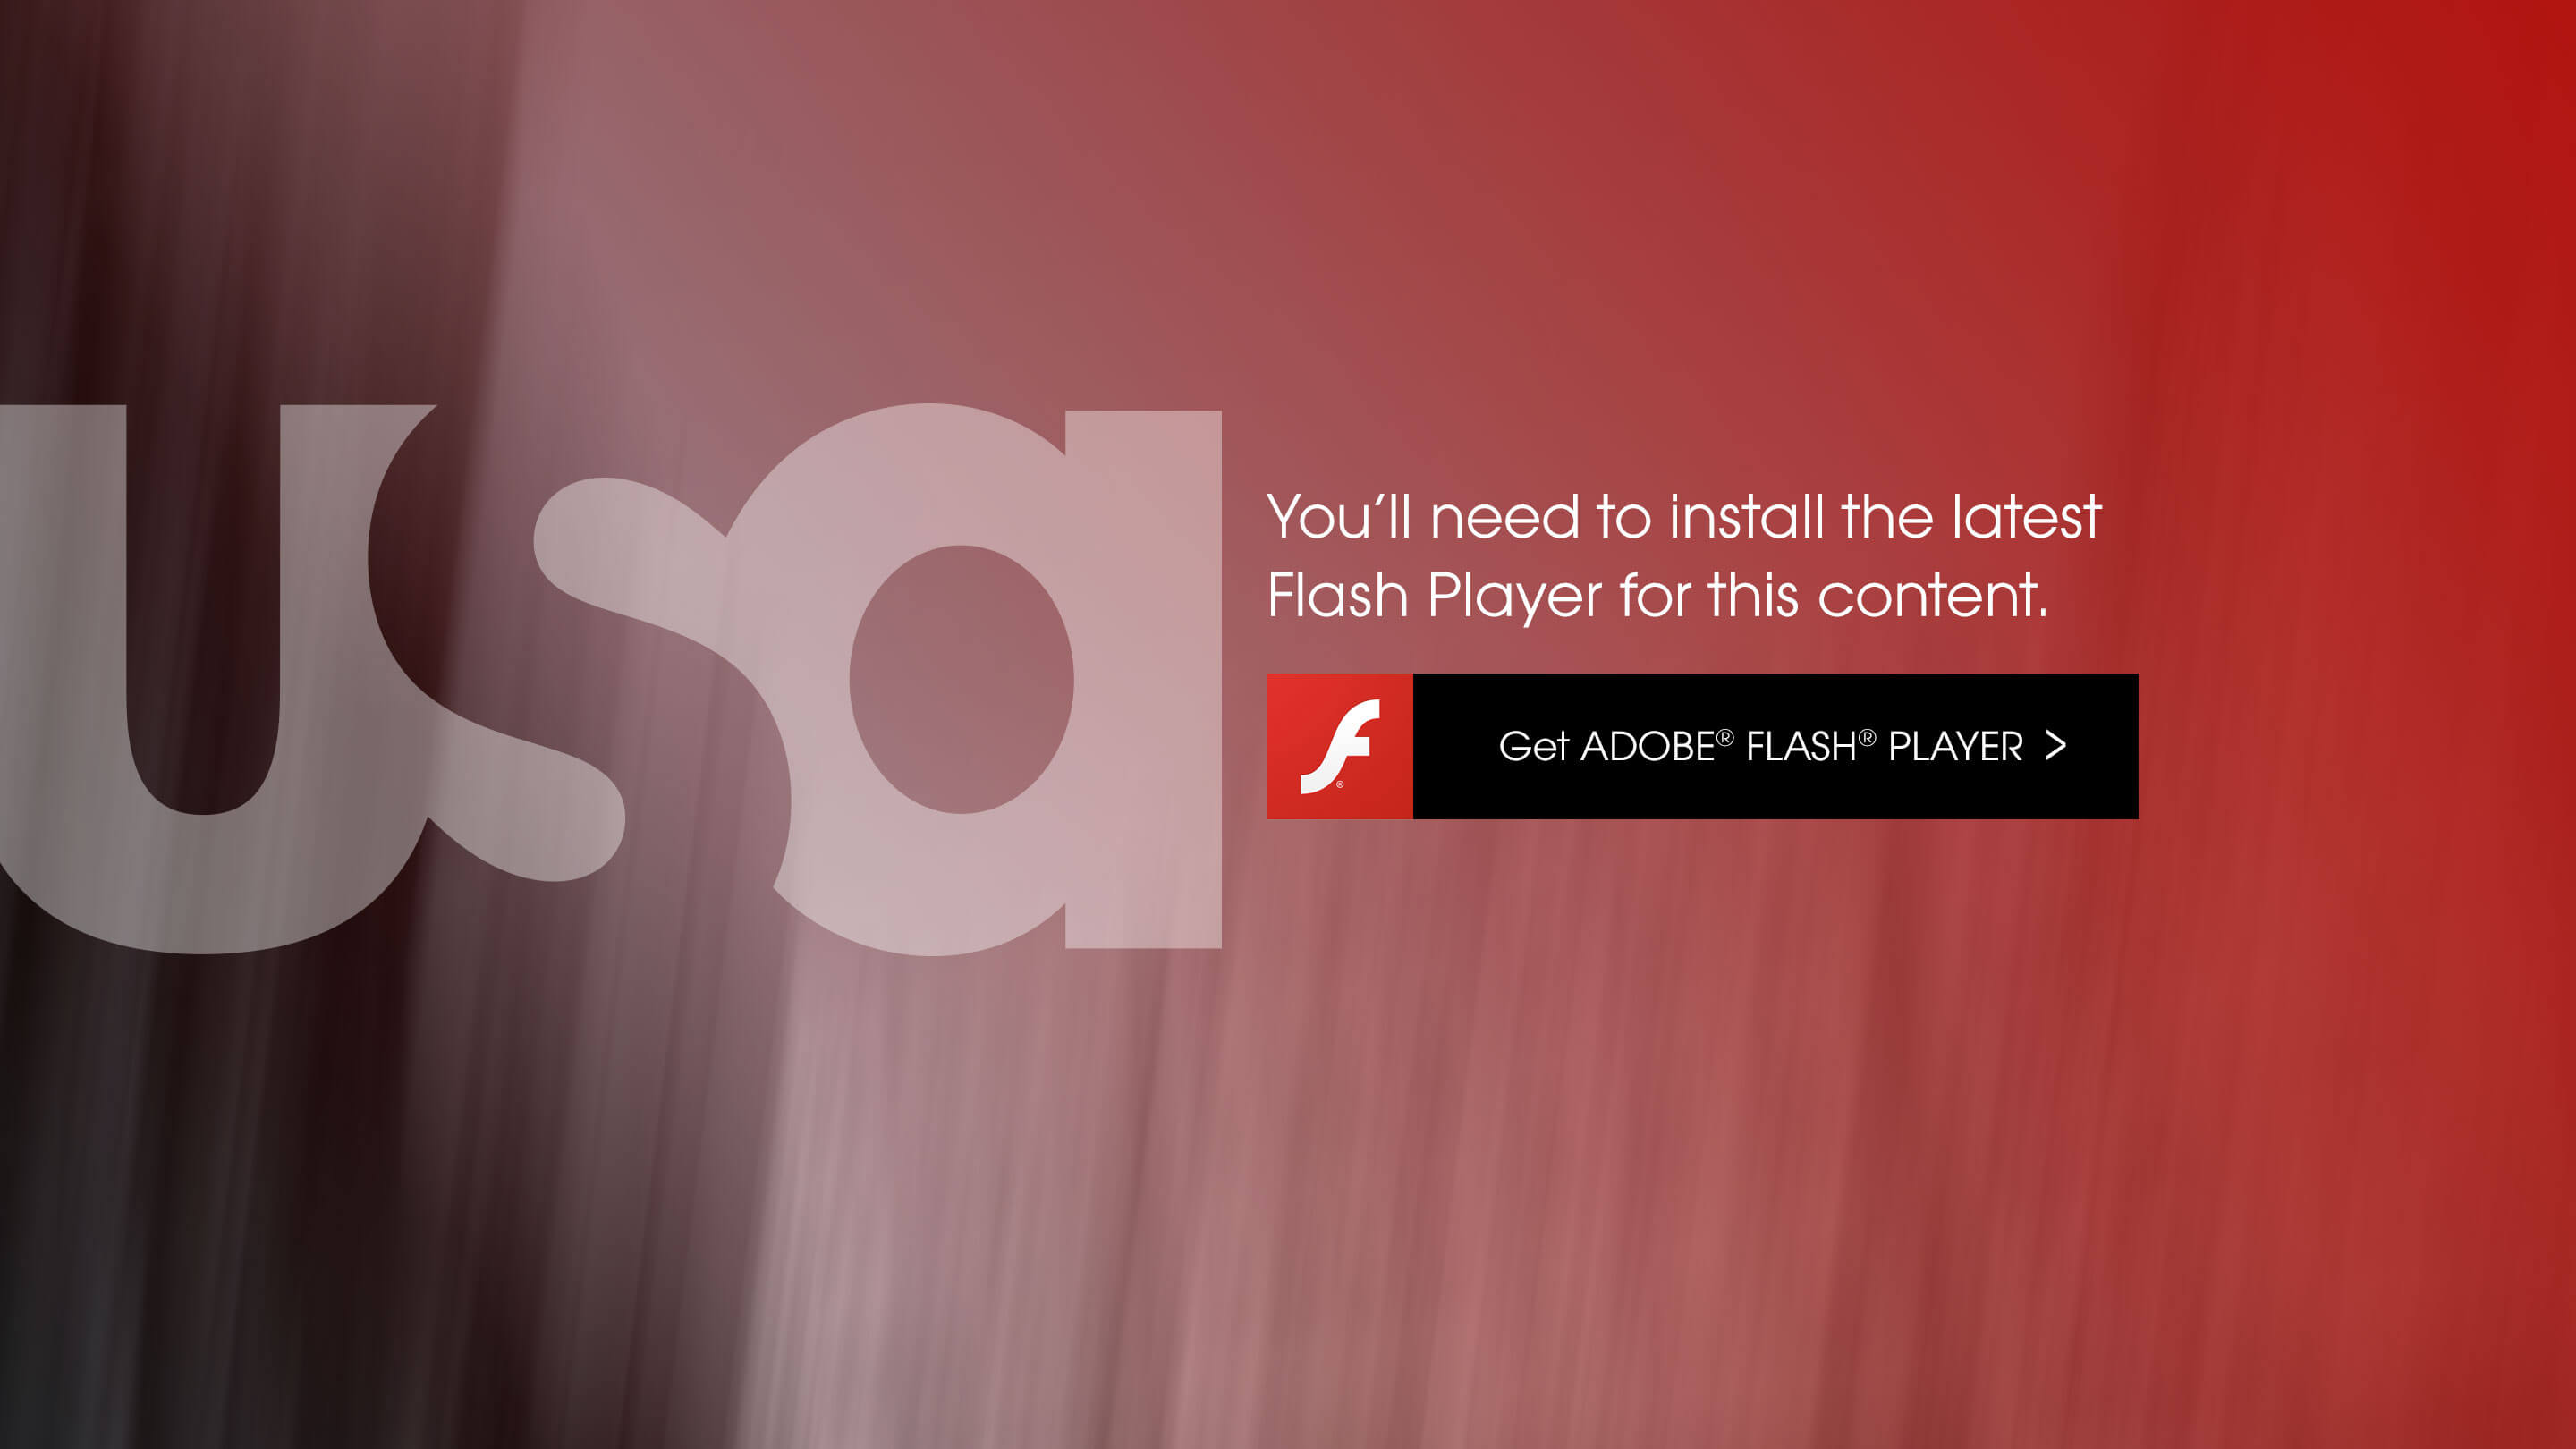 usa
You’ll need to install the latest
Flash Player for this content.
Get ADOBE® FLASH® PLAYER >